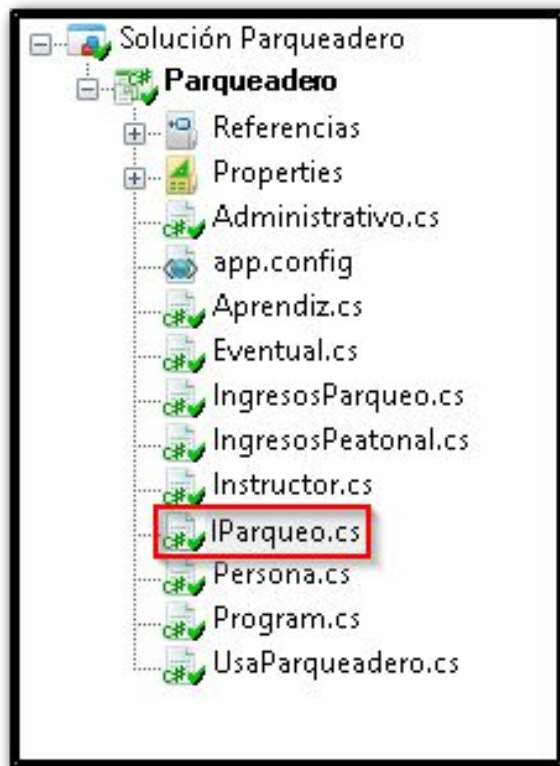 Solución Parqueadero
Parqueadero
Referencias
Properties
Administrativo.cs
app.config
Aprendiz.cs
Eventual.cs
IngresosParqueo.cs
IngresosPeatonal.cs
Instructor.cs
IParqueo.cs
Persona.cs
Program.cs
UsaParqueadero.cs